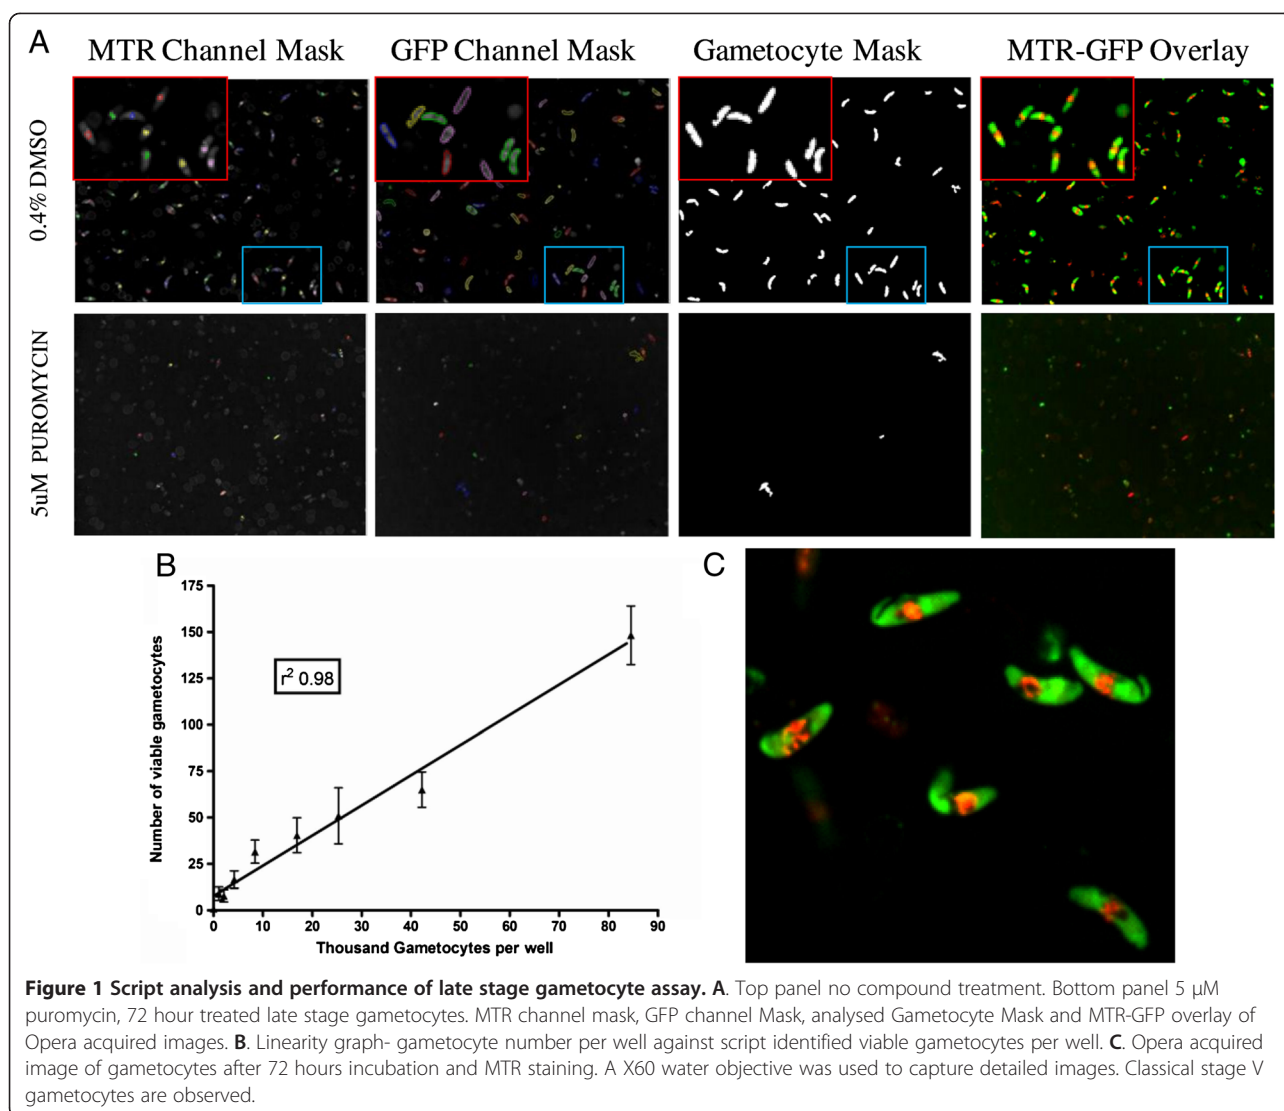 A
MTR Channel Mask
GFP Channel Mask
Gametocyte Mask
MTR-GFP Overlay
0.4% DMSO
5uM PUROMYCIN
B
175
150
125
100
75
50
25
0
r² 0.98
Number of viable gametocytes
0 10 20 30 40 50 60 70 80 90
Thousand Gametocytes per well
C
Figure 1 Script analysis and performance of late stage gametocyte assay. A. Top panel no compound treatment. Bottom panel 5 μM
puromycin, 72 hour treated late stage gametocytes. MTR channel mask, GFP channel Mask, analysed Gametocyte Mask and MTR-GFP overlay of
Opera acquired images. B. Linearity graph- gametocyte number per well against script identified viable gametocytes per well. C. Opera acquired
image of gametocytes after 72 hours incubation and MTR staining. A X60 water objective was used to capture detailed images. Classical stage V
gametocytes are observed.